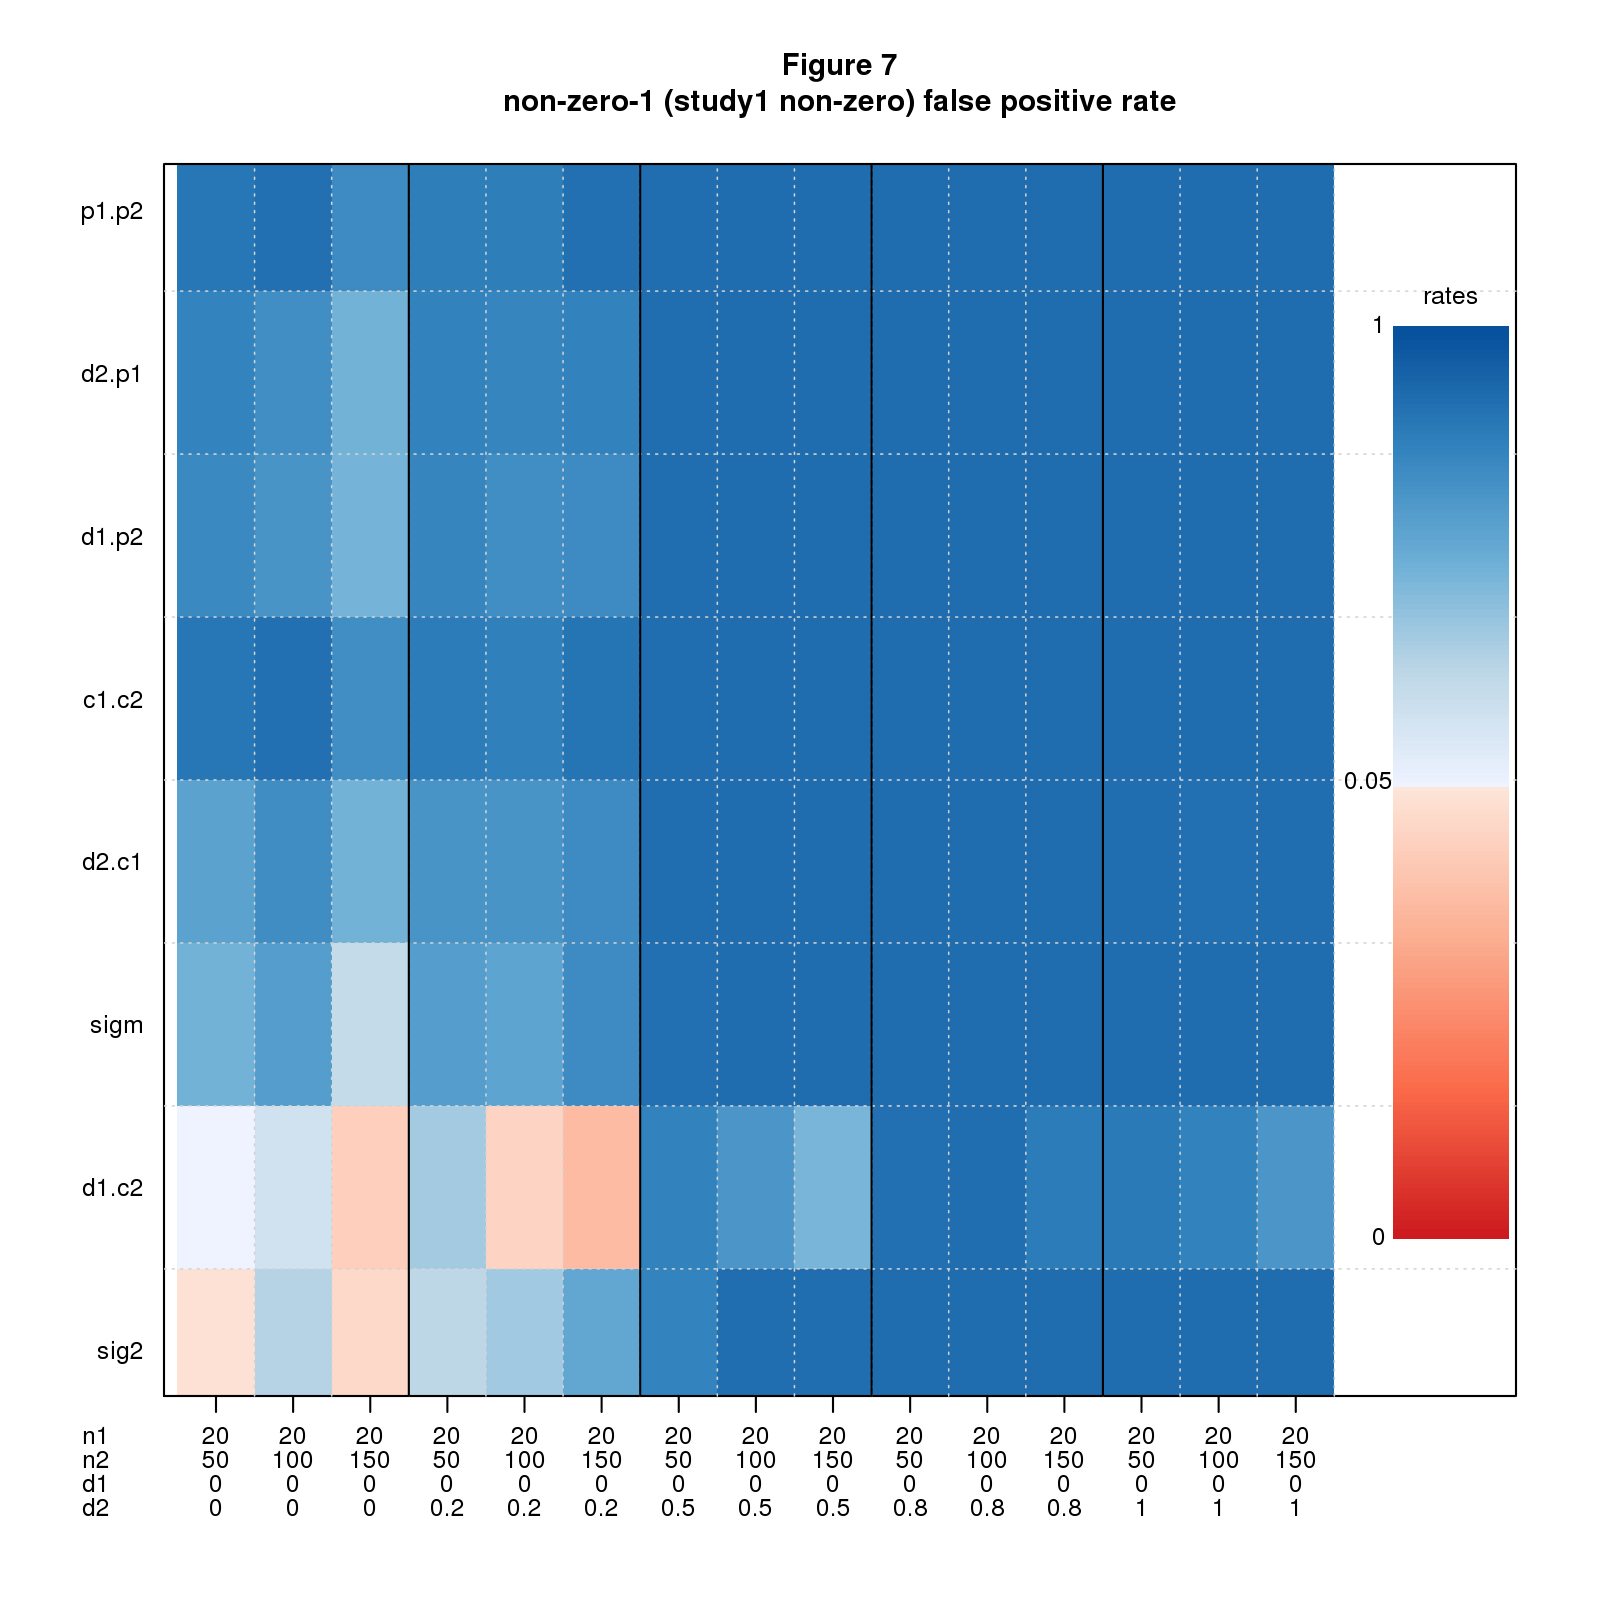 Figure 7
non-zero-1 (study1 non-zero) false positive rate
p1.p2
d2.p1
d1.p2
c1.c2
d2.c1
sigm
d1.c2
sig2
rates
1
0.05
0
n1 20 20 20 20 20 20 20 20 20 20 20 20 20 20 20
n2 50 100 150 50 100 150 50 100 150 50 100 150 50 100 150
d1 0 0 0 0 0 0 0 0 0 0 0 0 0 0 0
d2 0 0 0 0.2 0.2 0.2 0.5 0.5 0.5 0.8 0.8 0.8 1 1 1